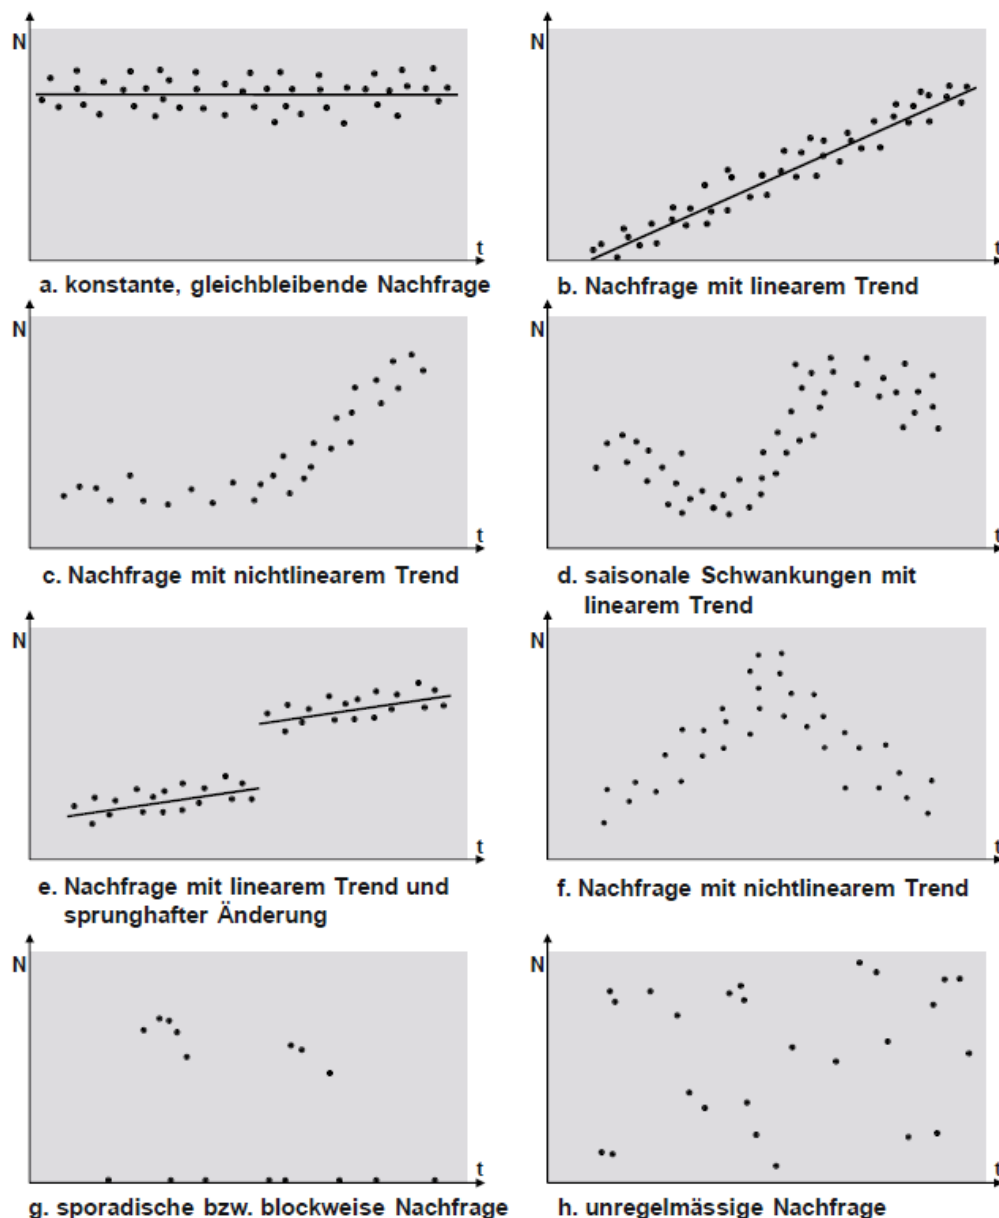 N
t
a. konstante, gleichbleibende Nachfrage
N
t
b. Nachfrage mit linearem Trend
N
t
c. Nachfrage mit nichtlinearem Trend
N
t
d. saisonale Schwankungen mit
linearem Trend
N
t
e. Nachfrage mit linearem Trend und
sprunghafter Änderung
N
t
f. Nachfrage mit nichtlinearem Trend
N
t
g. sporadische bzw. blockweise Nachfrage
N
t
h. unregelmässige Nachfrage